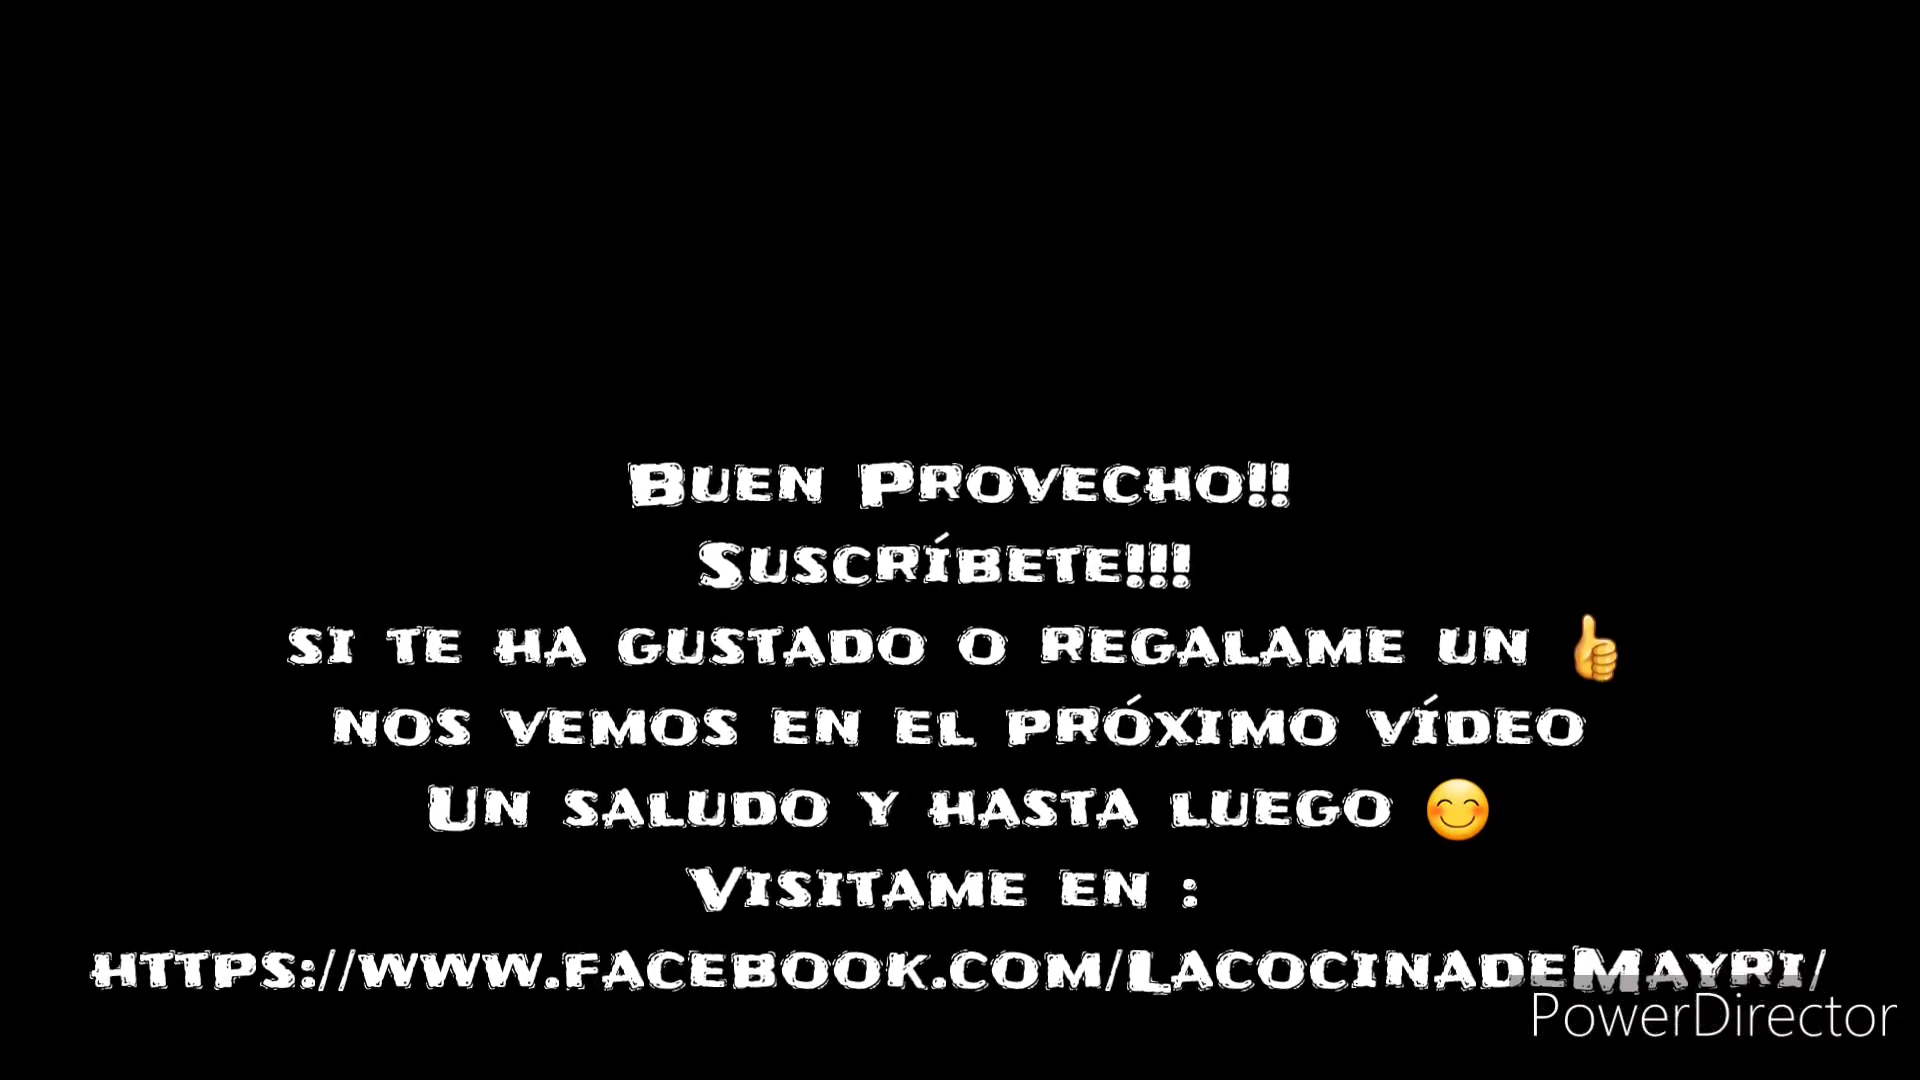 Buen Provecho!!
Suscríbete!!!
si te ha gustado o regalame un 👍
nos vemos en el próximo vídeo
Un saludo y hasta luego 😊
Visitame en :
https://www.facebook.com/LacocinadeMayri/
PowerDirector